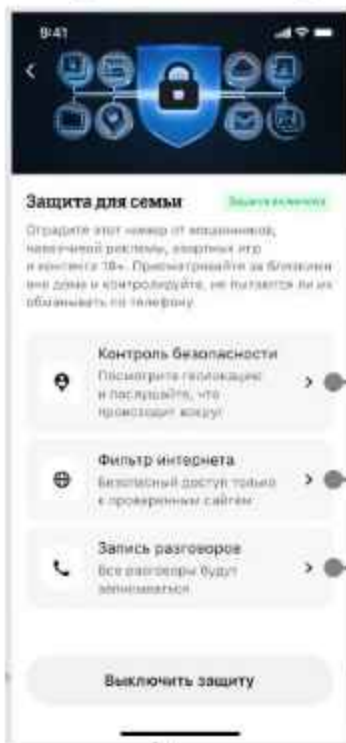 9:41
Защита для семьи
Защита включена
Оградите этот номер от мошенников,
навязчивой рекламы, азартных игр
и контента 18+. Присматривайте за близкими
вне дома и контролируйте, не пытаются ли их
обманывать по телефону
Контроль безопасности
Посмотрите геолокацию
и послушайте, что
происходит вокруг
Фильтр интернета
Безопасный доступ только
к проверенным сайтам
Запись разговоров
Все разговоры будут
записываться
Выключить защиту